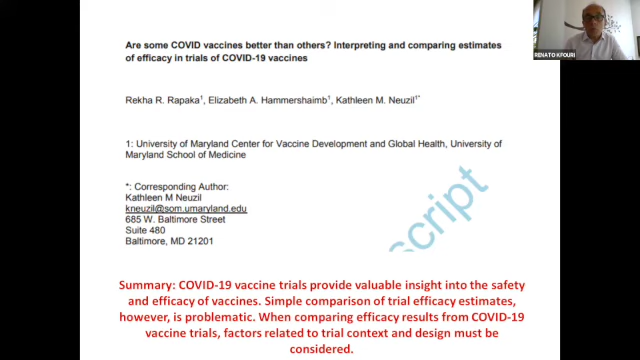 Are some COVID vaccines better than others? Interpreting and comparing estimates
of efficacy in trials of COVID-19 vaccines
Rekha R. Rapaka¹, Elizabeth A. Hammershaimb¹, Kathleen M. Neuzil¹*
1: University of Maryland Center for Vaccine Development and Global Health, University of
Maryland School of Medicine
*: Corresponding Author:
Kathleen M Neuzil
kneuzil@som.umaryland.edu
685 W. Baltimore Street
Suite 480
Baltimore, MD 21201
script
Summary: COVID-19 vaccine trials provide valuable insight into the safety
and efficacy of vaccines. Simple comparison of trial efficacy estimates,
however, is problematic. When comparing efficacy results from COVID-19
vaccine trials, factors related to trial context and design must be
considered.
RENATO KFOURI